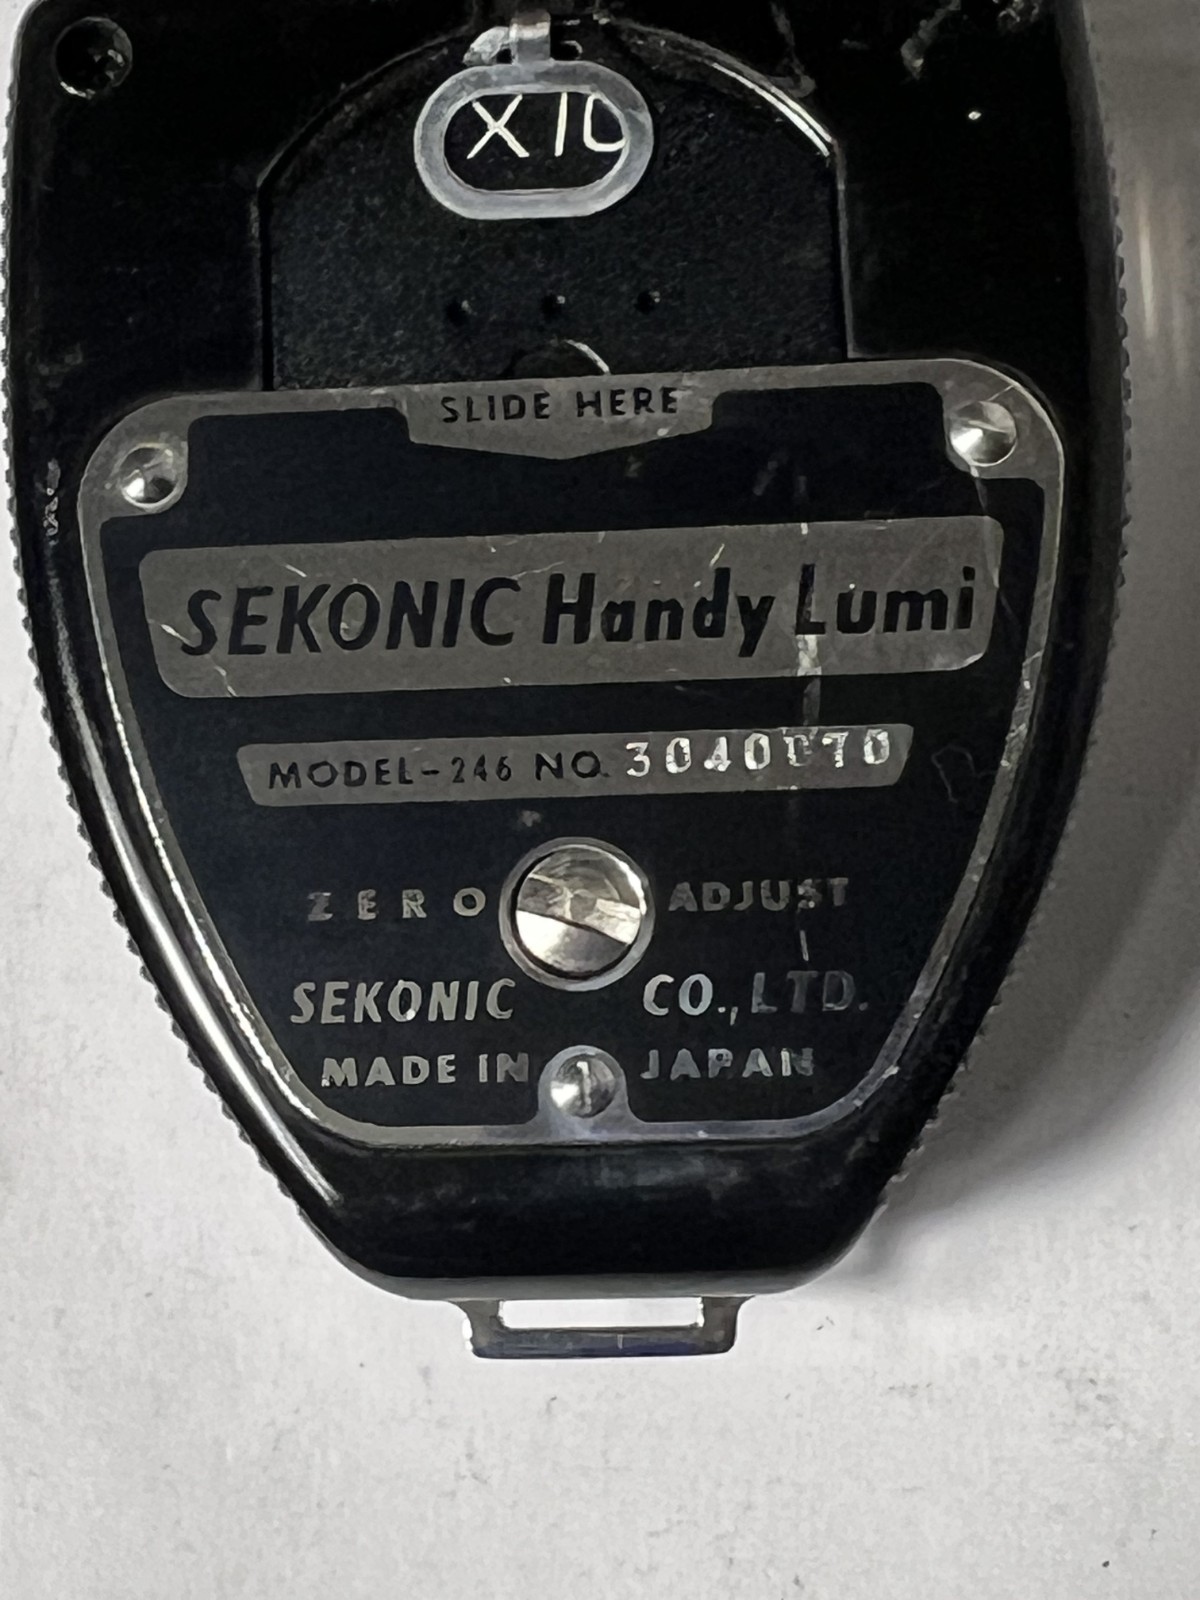 X10
SLIDE HERE
SEKONIC Handy Lumi
MODEL-246 NO. 3040070
ZERO ADJUST
SEKONIC CO., LTD.
MADE IN JAPAN